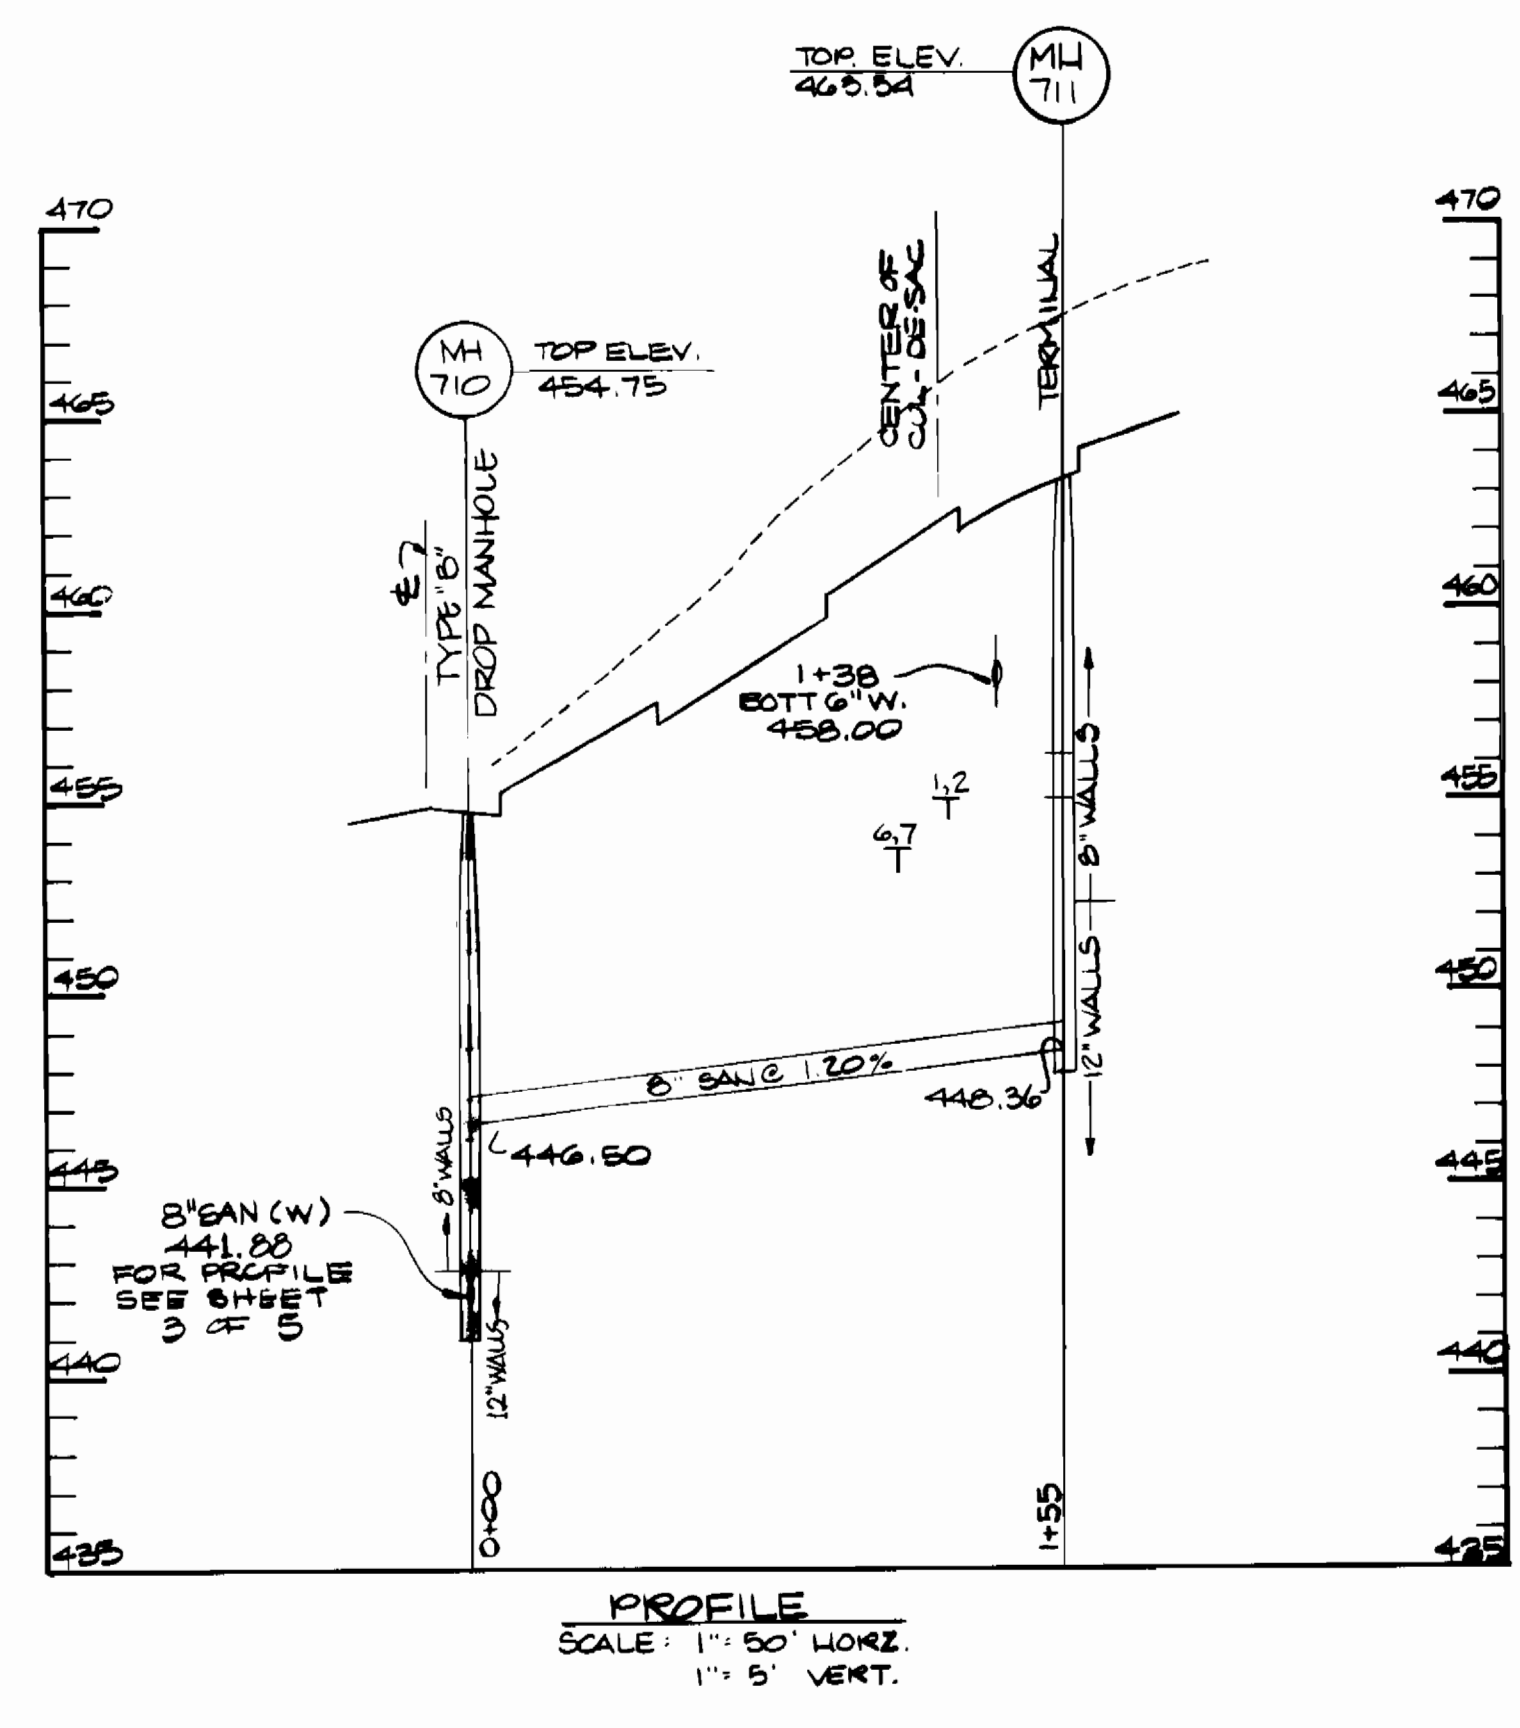 TOP. ELEV.
463.54
MH
711
470
470
CENTER OF
CUL-DE-SAC
TERMINAL
MH
710
TOP ELEV.
454.75
465
465
TYPE "B"
DROP MANHOLE
460
460
1+38
BOTT 6" W.
458.00
455
455
1,2
6,7
8" WALLS
12" WALLS
450
450
8" SAN @ 1.20%
448.36
446.50
8" WALLS
445
445
8" SAN (W)
441.88
FOR PROFILE
SEE SHEET
3 OF 5
12" WALLS
440
440
0+00
1+55
435
435
PROFILE
SCALE: 1"= 50' HORZ.
1"= 5' VERT.